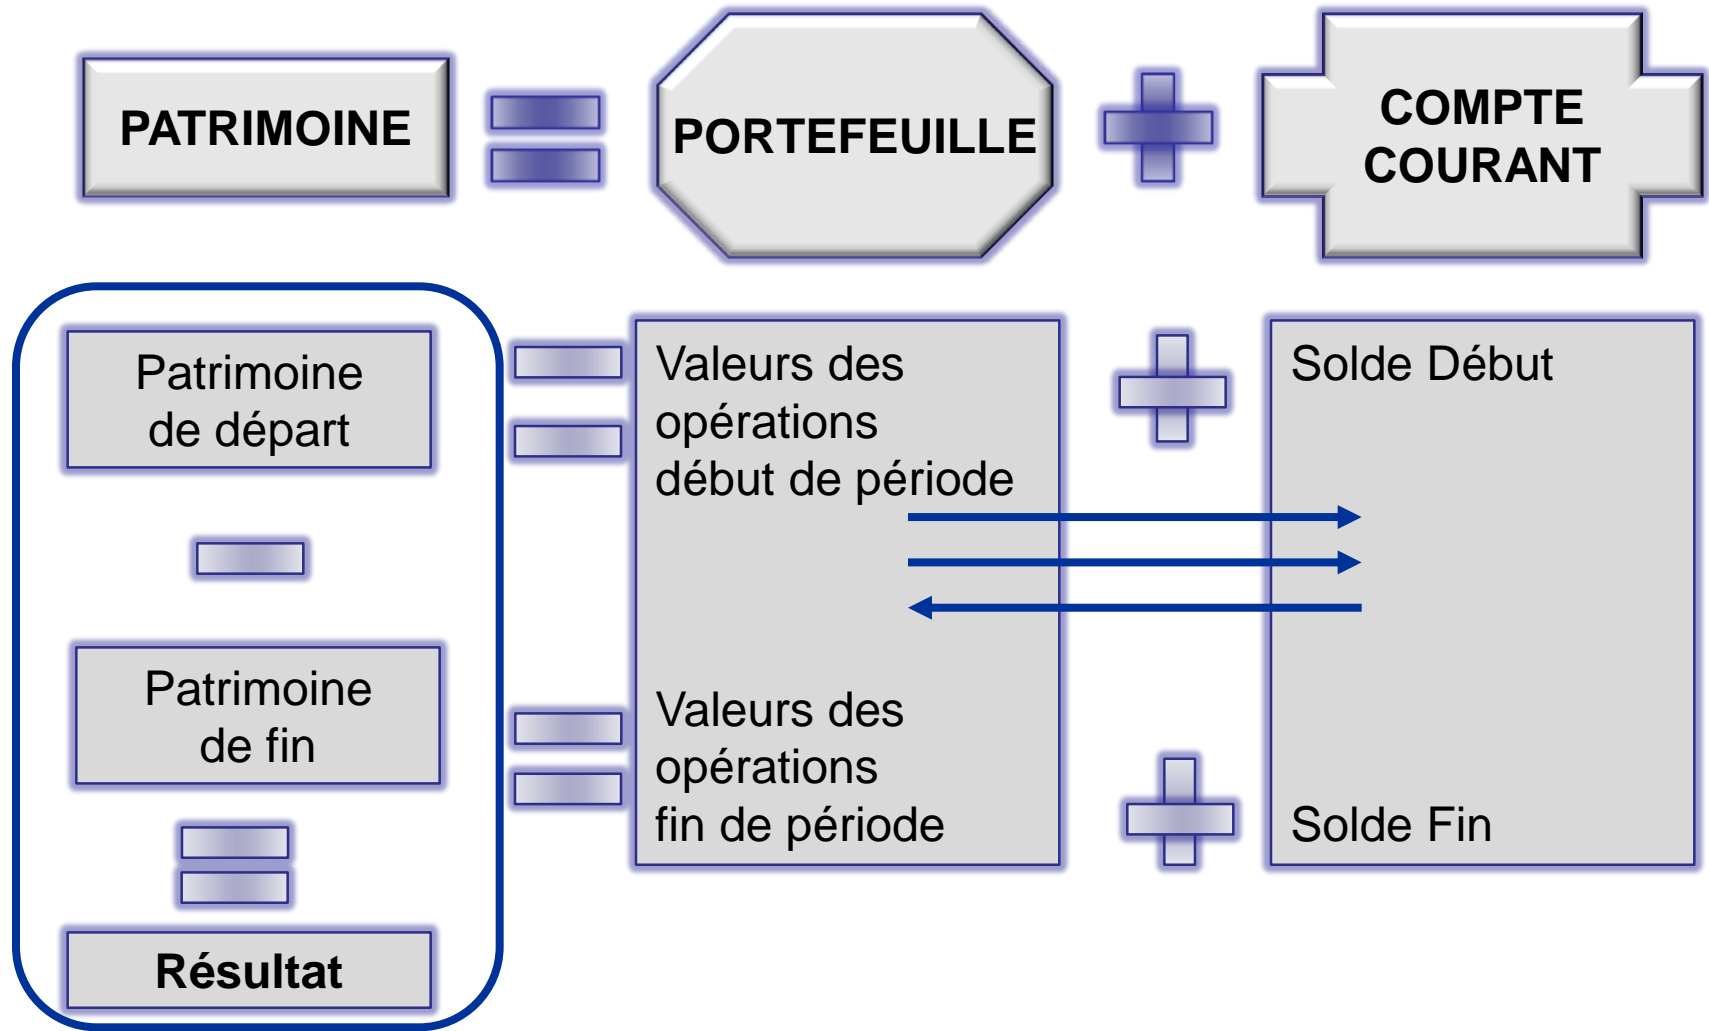 PATRIMOINE
PORTEFEUILLE
COMPTE
COURANT
Patrimoine
de départ
Valeurs des
opérations
début de période
Solde Début
Patrimoine
de fin
Valeurs des
opérations
fin de période
Solde Fin
Résultat